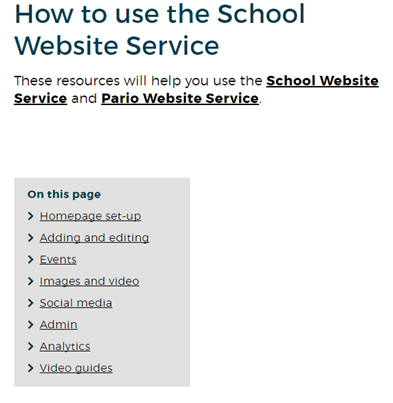 How to use the School
Website Service
These resources will help you use the School Website
Service and Pario Website Service.
On this page
Homepage set-up
Adding and editing
Events
Images and video
Social media
Admin
Analytics
Video guides